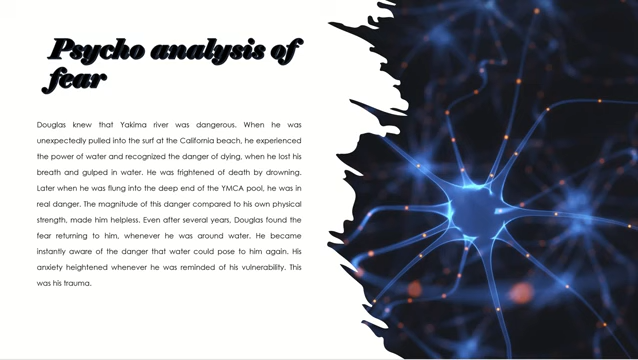 Psycho analysis of
fear
Douglas knew that Yakima river was dangerous. When he was
unexpectedly pulled into the surf at the California beach, he experienced
the power of water and recognized the danger of dying, when he lost his
breath and gulped in water. He was frightened of death by drowning.
Later when he was flung into the deep end of the YMCA pool, he was in
real danger. The magnitude of this danger compared to his own physical
strength, made him helpless. Even after several years, Douglas found the
fear returning to him, whenever he was around water. He became
instantly aware of the danger that water could pose to him again. His
anxiety heightened whenever he was reminded of his vulnerability. This
was his trauma.